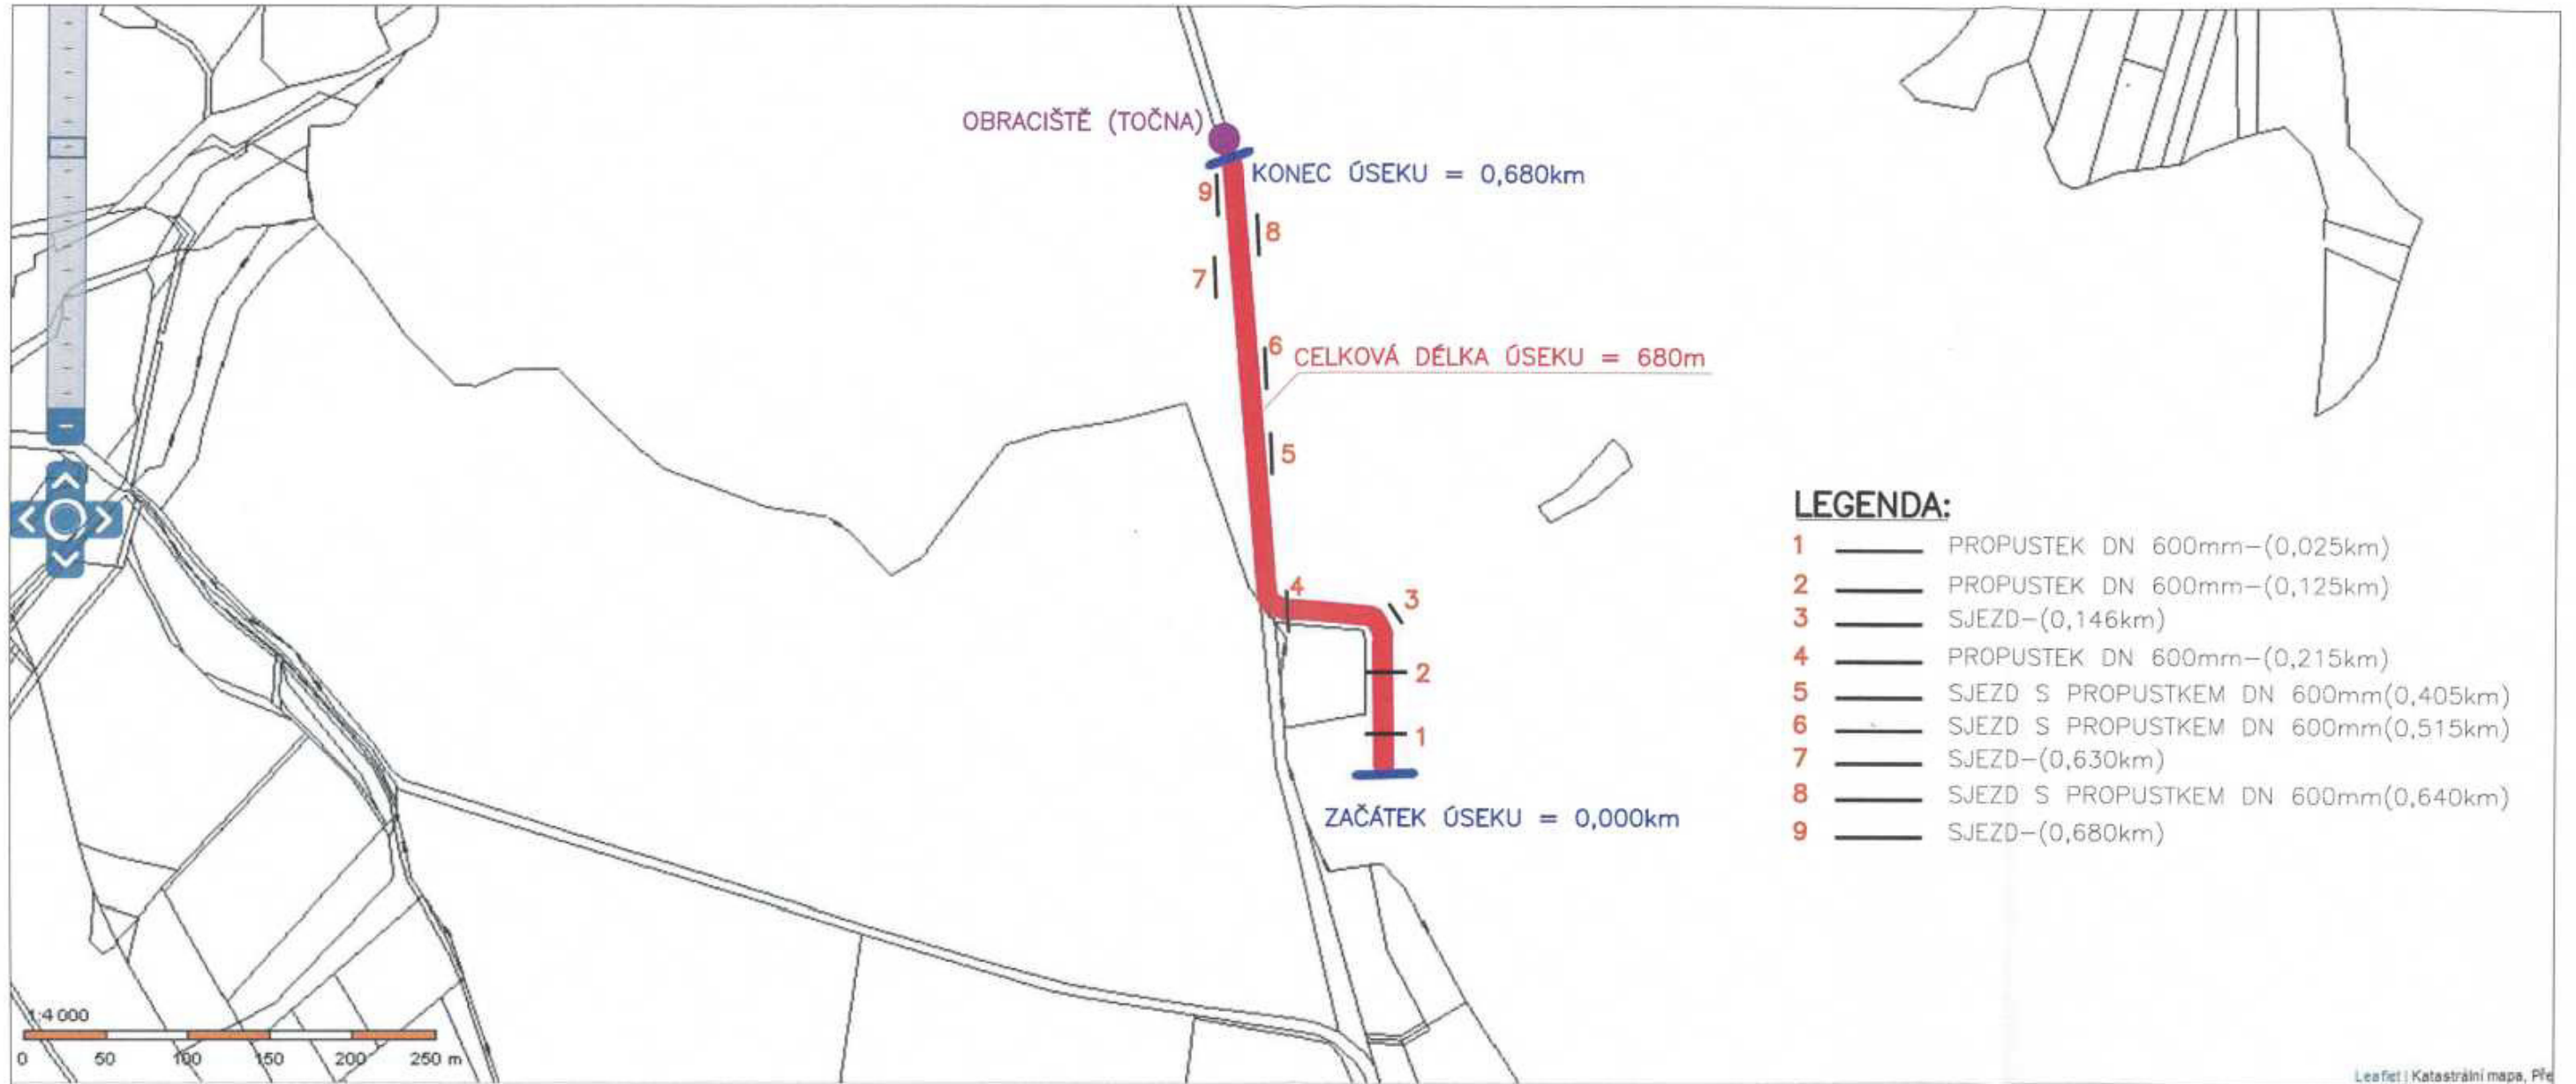 OBRACIŠTĚ (TOČNA)
KONEC ÚSEKU = 0,680km
9
8
7
6
CELKOVÁ DÉLKA ÚSEKU = 680m
5
4
3
2
1
ZAČÁTEK ÚSEKU = 0,000km
LEGENDA:
1 PROPUSTEK DN 600mm-(0,025km)
2 PROPUSTEK DN 600mm-(0,125km)
3 SJEZD-(0,146km)
4 PROPUSTEK DN 600mm-(0,215km)
5 SJEZD S PROPUSTKEM DN 600mm(0,405km)
6 SJEZD S PROPUSTKEM DN 600mm(0,515km)
7 SJEZD-(0,630km)
8 SJEZD S PROPUSTKEM DN 600mm(0,640km)
9 SJEZD-(0,680km)
1:4 000
0 50 100 150 200 250 m
Leaflet | Katastrální mapa, Pře